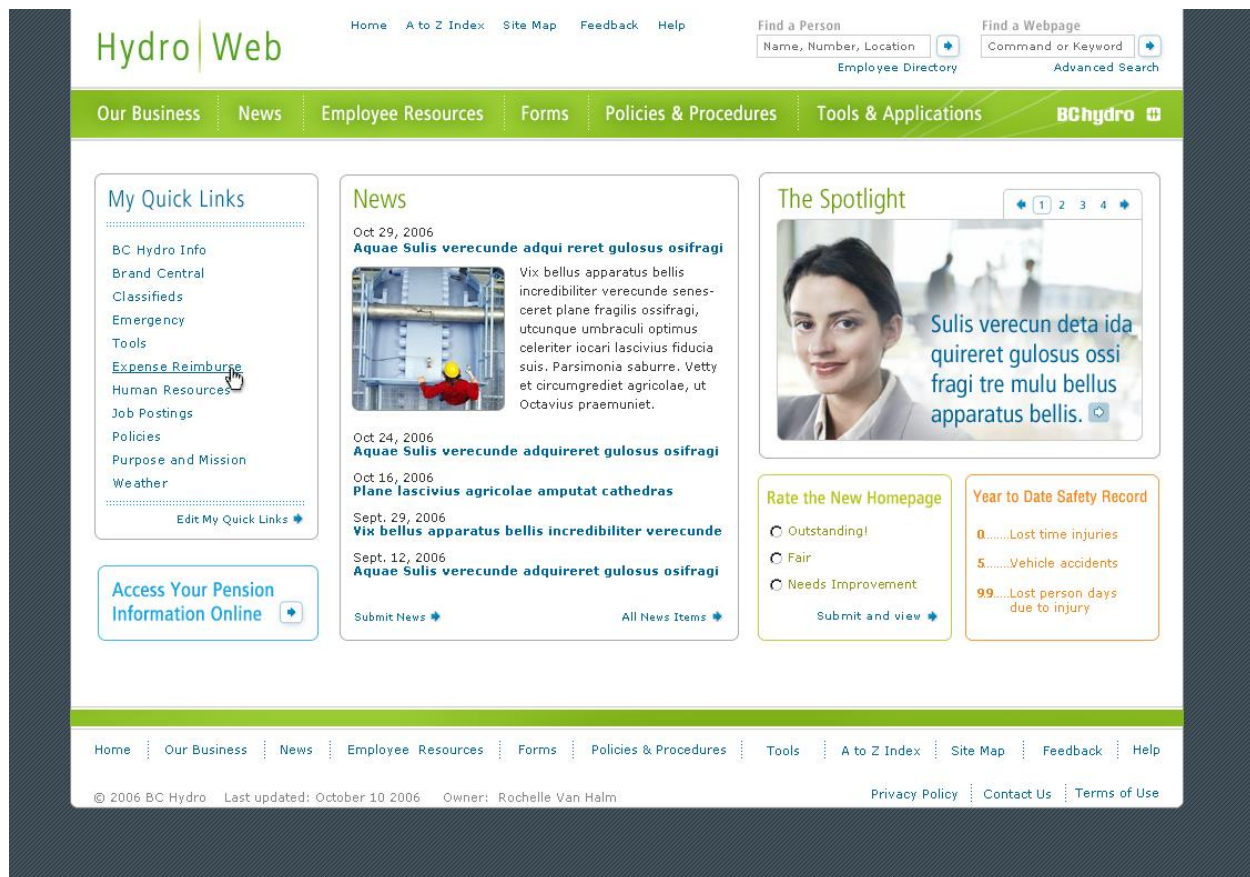 Hydro Web
Home A to Z Index Site Map Feedback Help
Find a Person
Name, Number, Location
Employee Directory
Find a Webpage
Command or Keyword
Advanced Search
Our Business News Employee Resources Forms Policies & Procedures Tools & Applications BChydro
My Quick Links
BC Hydro Info
Brand Central
Classifieds
Emergency
Tools
Expense Reimburse
Human Resources
Job Postings
Policies
Purpose and Mission
Weather
Edit My Quick Links
Access Your Pension
Information Online
News
Oct 29, 2006
Aquae Sulis verecunde adqui reret gulosus osifragi
Vix bellus apparatus bellis
incredibiliter verecunde senes-
ceret plane fragilis ossifragi,
utcunque umbraculi optimus
celeriter iocari lascivius fiducia
suis. Parsimonia saburre. Vetty
et circumgrediet agricolae, ut
Octavius praemuniet.
Oct 24, 2006
Aquae Sulis verecunde adquireret gulosus osifragi
Oct 16, 2006
Plane lascivius agricolae amputat cathedras
Sept. 29, 2006
Vix bellus apparatus bellis incredibiliter verecunde
Sept. 12, 2006
Aquae Sulis verecunde adquireret gulosus osifragi
Submit News All News Items
The Spotlight
1 2 3 4
Sulis verecun deta ida
quireret gulosus ossi
fragi tre mulu bellus
apparatus bellis.
Rate the New Homepage
Outstanding!
Fair
Needs Improvement
Submit and view
Year to Date Safety Record
0.......Lost time injuries
5.......Vehicle accidents
99.....Lost person days
due to injury
Home Our Business News Employee Resources Forms Policies & Procedures Tools A to Z Index Site Map Feedback Help
© 2006 BC Hydro Last updated: October 10 2006 Owner: Rochelle Van Halm
Privacy Policy Contact Us Terms of Use